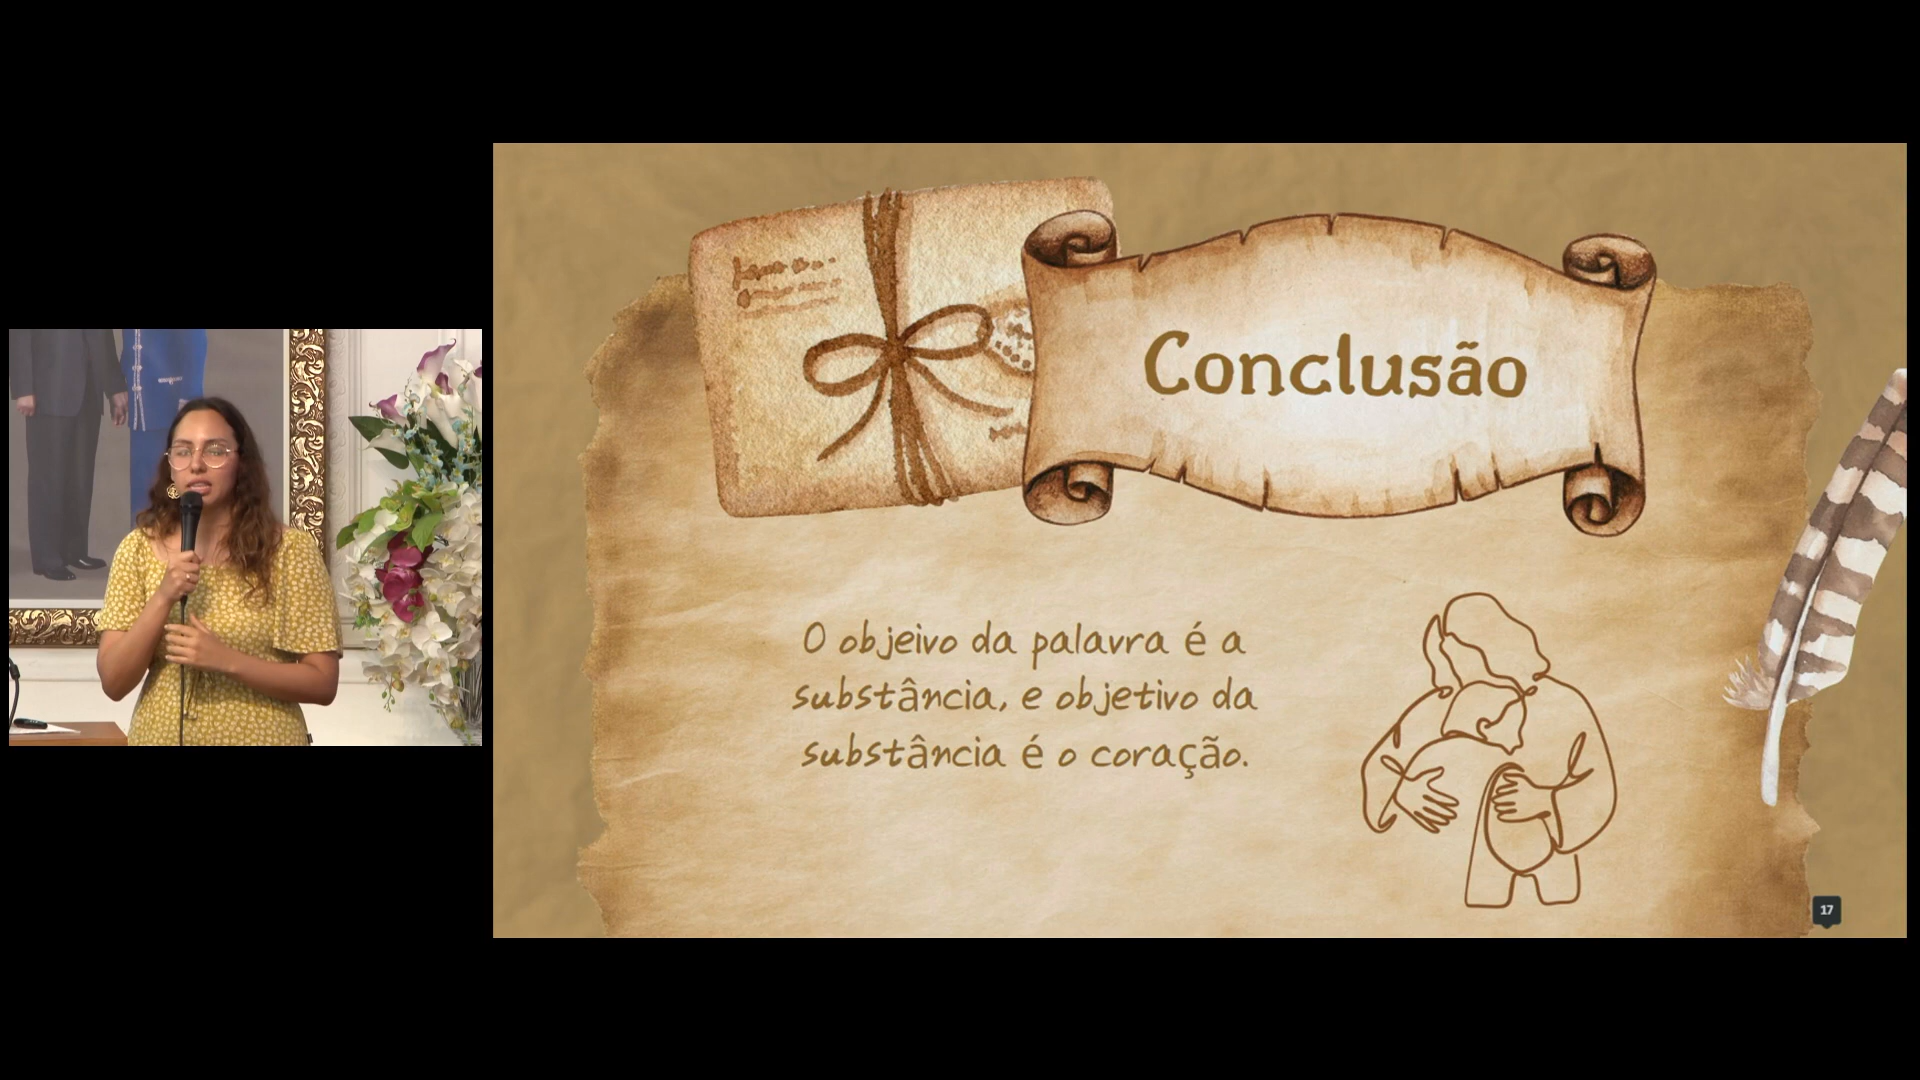 Conclusão
O objeivo da palavra é a
substância, e objetivo da
substância é o coração.
17